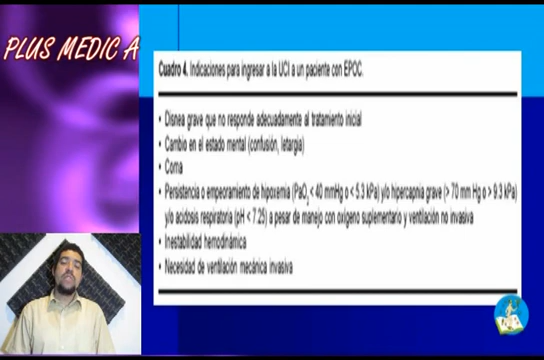 PLUS MEDIC A
Cuadro 4. Indicaciones para ingresar a la UCI a un paciente con EPOC.
• Disnea grave que no responde adecuadamente al tratamiento inicial
• Cambio en el estado mental (confusión, letargia)
• Coma
• Persistencia o empeoramiento de hipoxemia (PaO2 < 40 mmHg o < 5.3 kPa) y/o hipercapnia grave (> 70 mm Hg o > 9.3 kPa)
y/o acidosis respiratoria (pH < 7.25) a pesar de manejo con oxígeno suplementario y ventilación no invasiva
• Inestabilidad hemodinámica
• Necesidad de ventilación mecánica invasiva